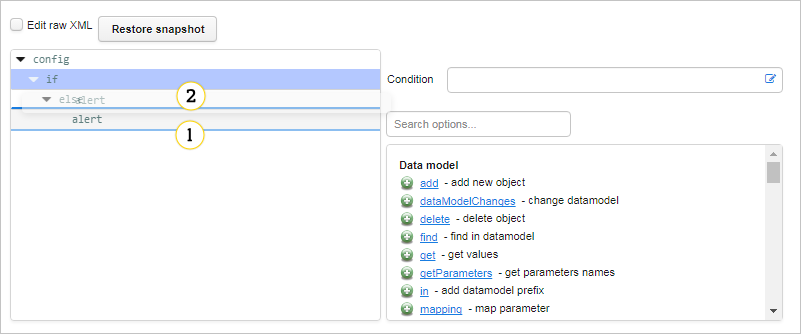 Edit raw XML Restore snapshot
config
if
Condition
else
alert
2
alert
1
Search options...
Data model
add - add new object
dataModelChanges - change datamodel
delete - delete object
find - find in datamodel
get - get values
getParameters - get parameters names
in - add datamodel prefix
mapping - map parameter